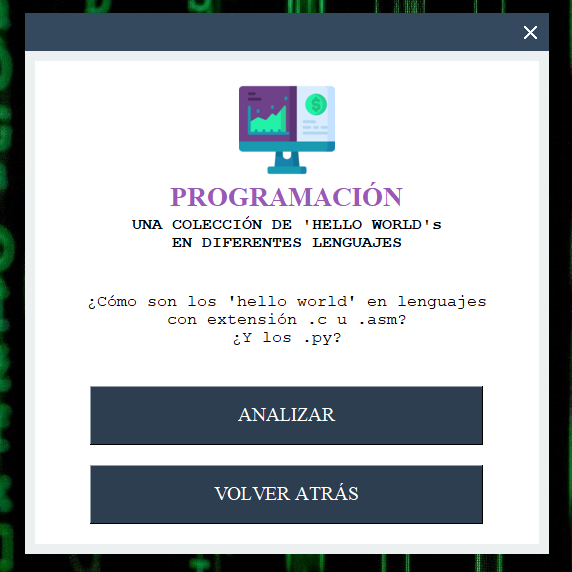 PROGRAMACIÓN
UNA COLECCIÓN DE 'HELLO WORLD's
EN DIFERENTES LENGUAJES
¿Cómo son los 'hello world' en lenguajes
con extensión .c u .asm?
¿Y los .py?
ANALIZAR
VOLVER ATRÁS